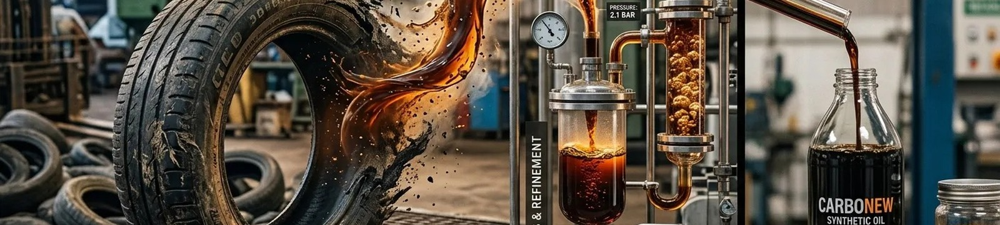 PRESSURE:
2.1 BAR
& REFINEMENT
CARBONEW
SYNTHETIC OIL